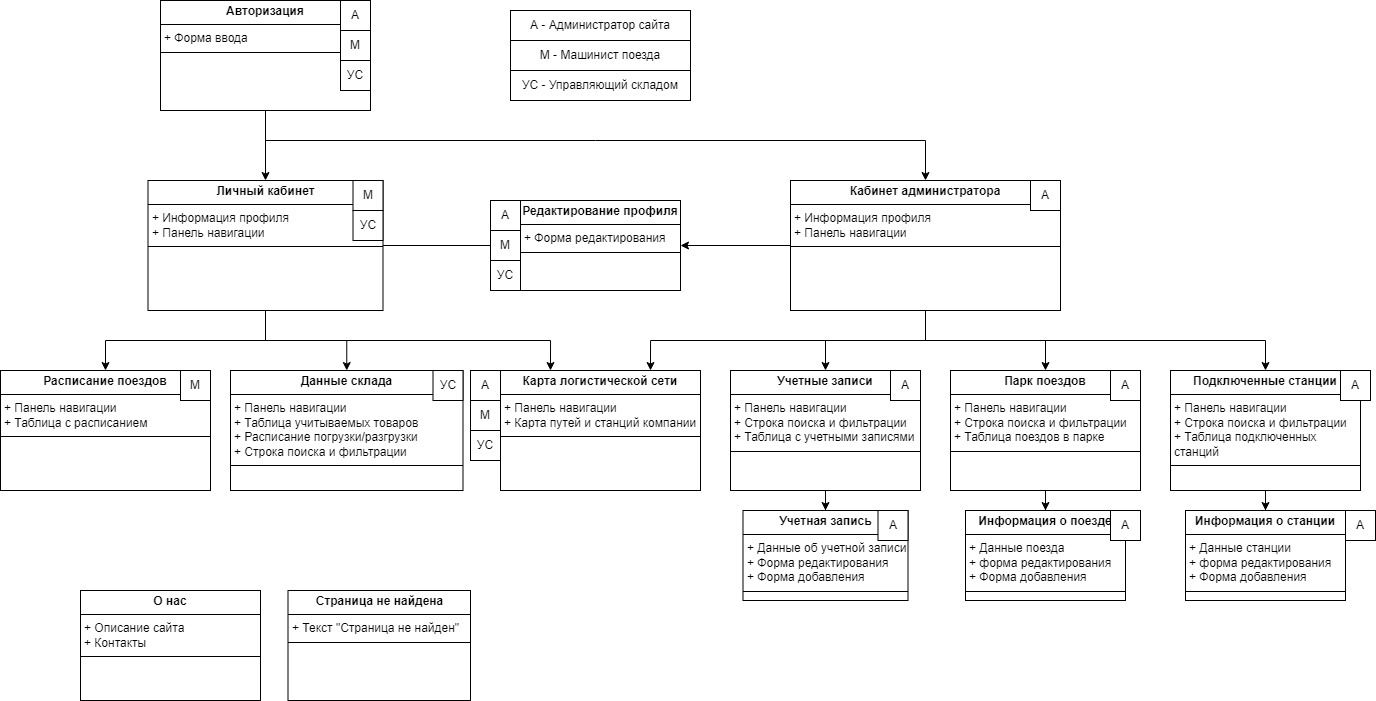 Авторизация
А
+ Форма ввода
М
УС
А - Администратор сайта
М - Машинист поезда
УС - Управляющий складом
Личный кабинет
М
+ Информация профиля
+ Панель навигации
УС
А
Редактирование профиля
М
+ Форма редактирования
УС
Кабинет администратора
А
+ Информация профиля
+ Панель навигации
Расписание поездов
М
+ Панель навигации
+ Таблица с расписанием
Данные склада
УС
+ Панель навигации
+ Таблица учитываемых товаров
+ Расписание погрузки/разгрузки
+ Строка поиска и фильтрации
А
М
УС
Карта логистической сети
+ Панель навигации
+ Карта путей и станций компании
Учетные записи
А
+ Панель навигации
+ Строка поиска и фильтрации
+ Таблица с учетными записями
Парк поездов
А
+ Панель навигации
+ Строка поиска и фильтрации
+ Таблица поездов в парке
Подключенные станции
А
+ Панель навигации
+ Строка поиска и фильтрации
+ Таблица подключенных
станций
Учетная запись
А
+ Данные об учетной записи
+ Форма редактирования
+ Форма добавления
Информация о поезде
А
+ Данные поезда
+ форма редактирования
+ Форма добавления
Информация о станции
А
+ Данные станции
+ форма редактирования
+ Форма добавления
О нас
+ Описание сайта
+ Контакты
Страница не найдена
+ Текст "Страница не найден"